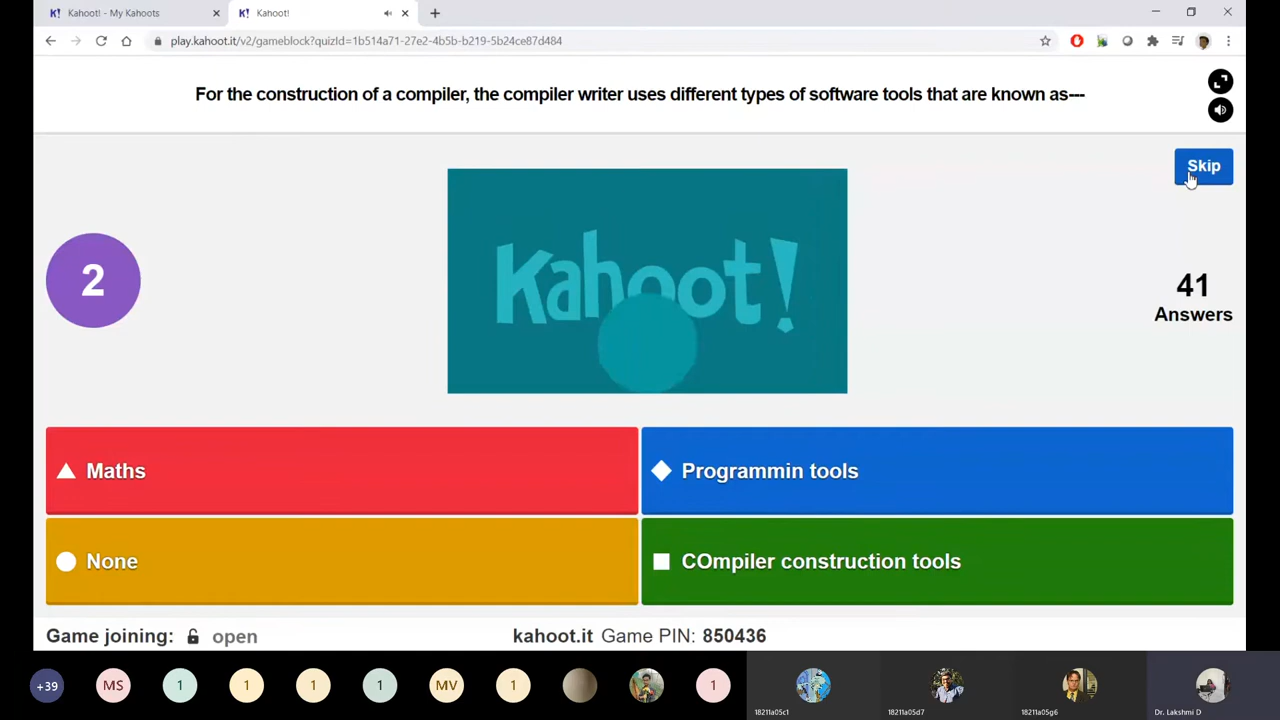 K! Kahoot! - My Kahoots
K! Kahoot!
play.kahoot.it/v2/gameblock?quizId=1b514a71-27e2-4b5b-b219-5b24ce87d484
For the construction of a compiler, the compiler writer uses different types of software tools that are known as---
Skip
Kahoot!
2
41
Answers
Maths
Programmin tools
None
COmpiler construction tools
Game joining: open
kahoot.it Game PIN: 850436
+39 MS 1 1 1 1 MV 1 1
18211a05c1 18211a05d7 18211a05g6 Dr. Lakshmi D